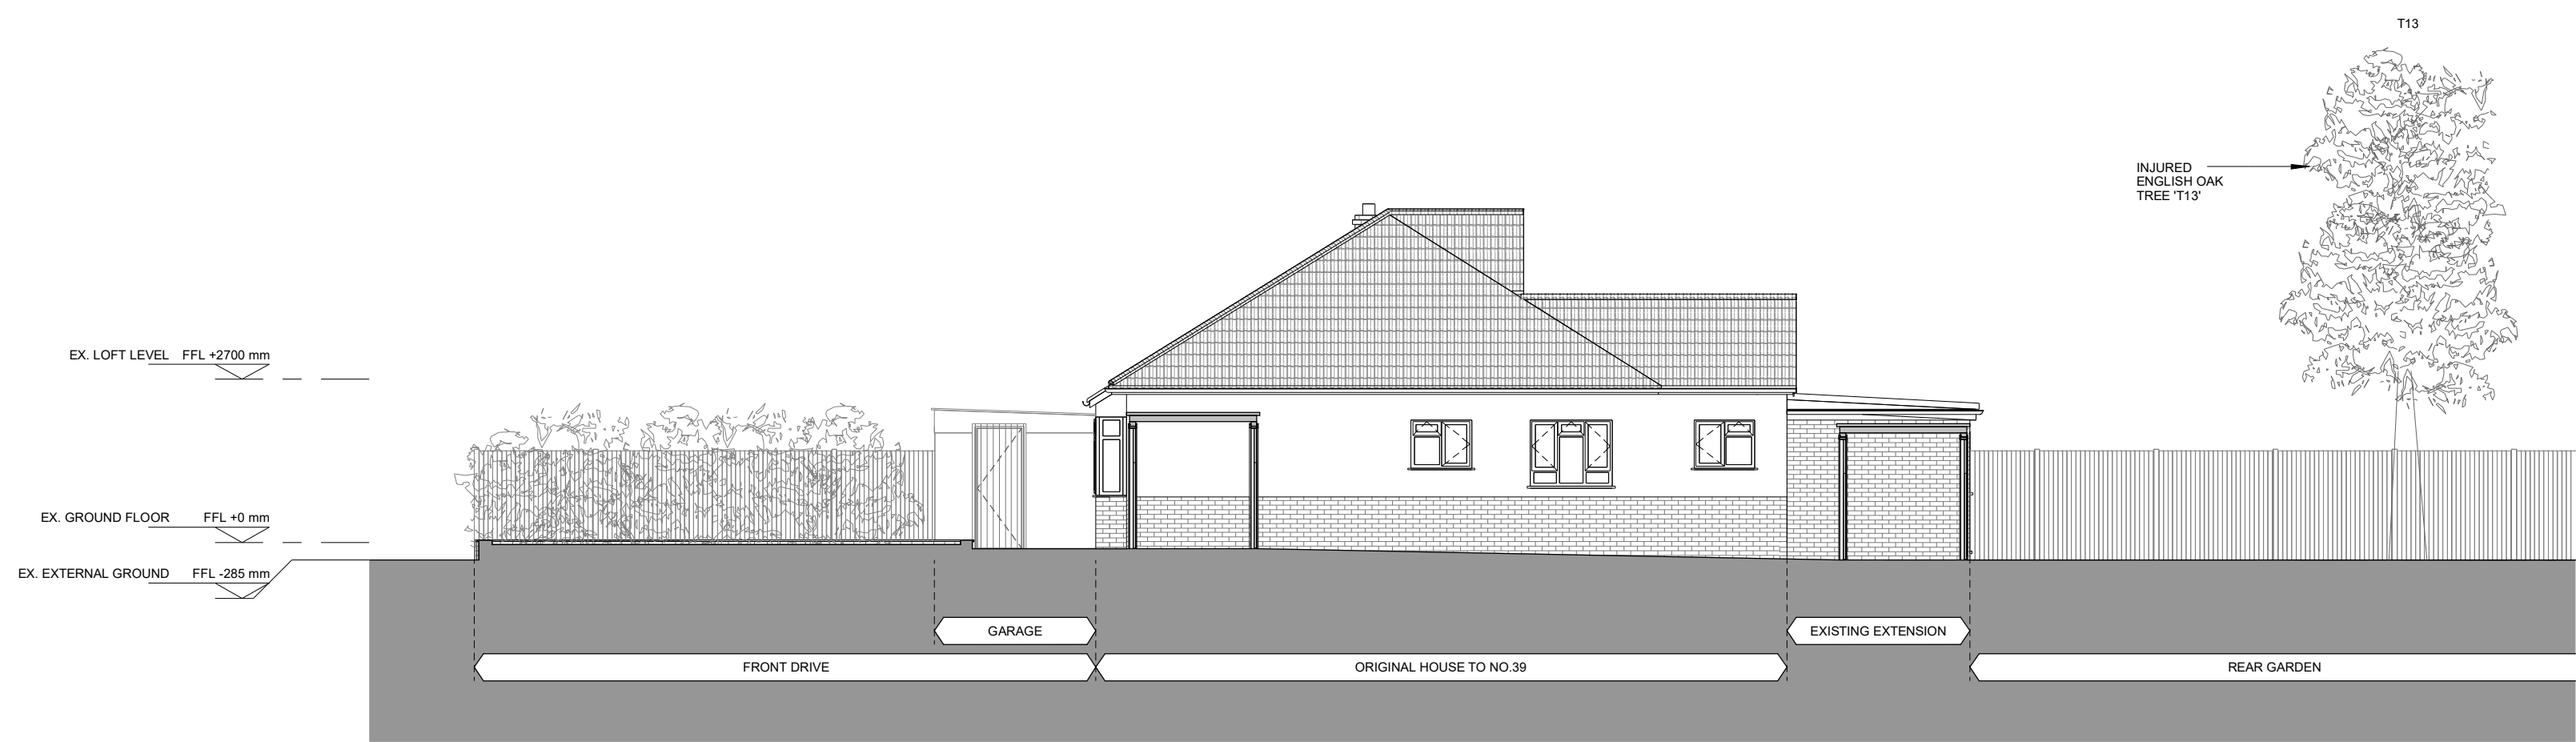 T13
INJURED
ENGLISH OAK
TREE 'T13'
EX. LOFT LEVEL FFL +2700 mm
EX. GROUND FLOOR FFL +0 mm
EX. EXTERNAL GROUND FFL -285 mm
GARAGE
EXISTING EXTENSION
FRONT DRIVE
ORIGINAL HOUSE TO NO.39
REAR GARDEN